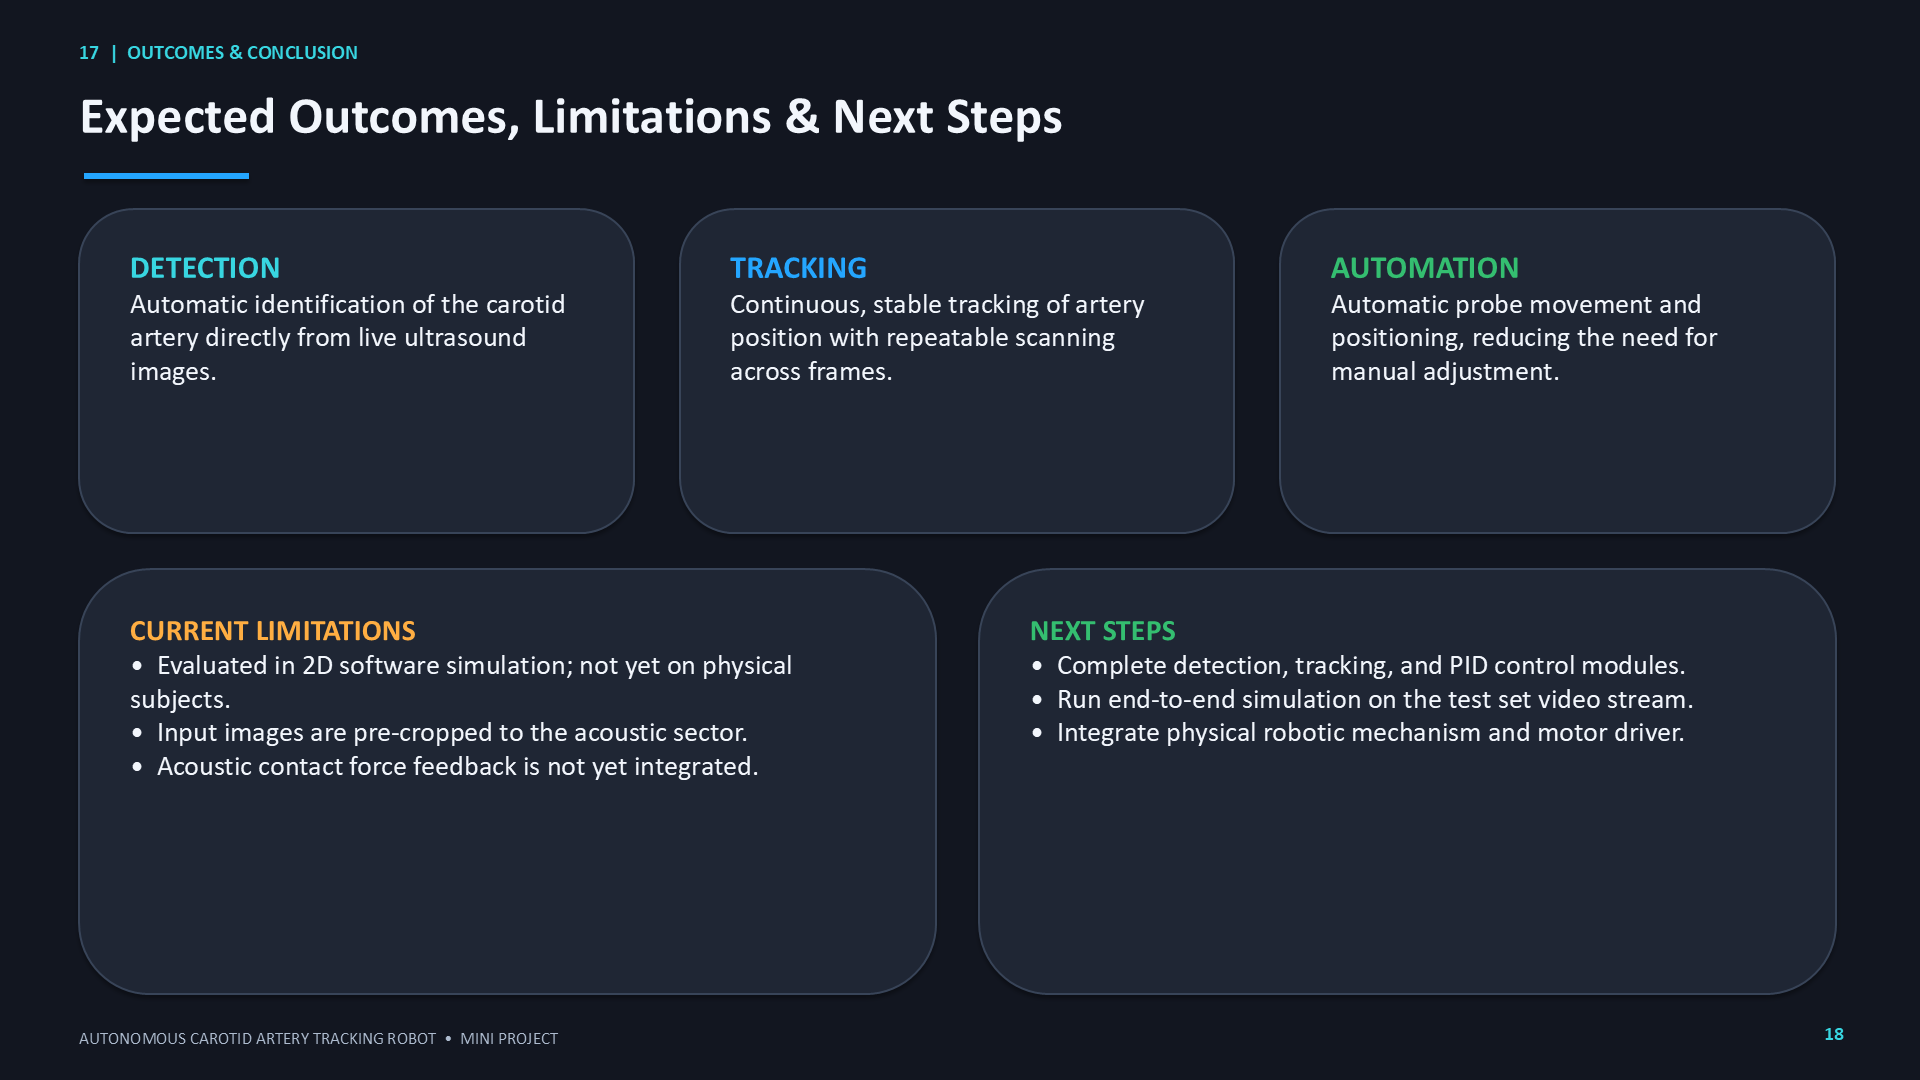 17 | OUTCOMES & CONCLUSION
Expected Outcomes, Limitations & Next Steps
DETECTION
Automatic identification of the carotid
artery directly from live ultrasound
images.
TRACKING
Continuous, stable tracking of artery
position with repeatable scanning
across frames.
AUTOMATION
Automatic probe movement and
positioning, reducing the need for
manual adjustment.
CURRENT LIMITATIONS
• Evaluated in 2D software simulation; not yet on physical
subjects.
• Input images are pre-cropped to the acoustic sector.
• Acoustic contact force feedback is not yet integrated.
NEXT STEPS
• Complete detection, tracking, and PID control modules.
• Run end-to-end simulation on the test set video stream.
• Integrate physical robotic mechanism and motor driver.
AUTONOMOUS CAROTID ARTERY TRACKING ROBOT • MINI PROJECT
18